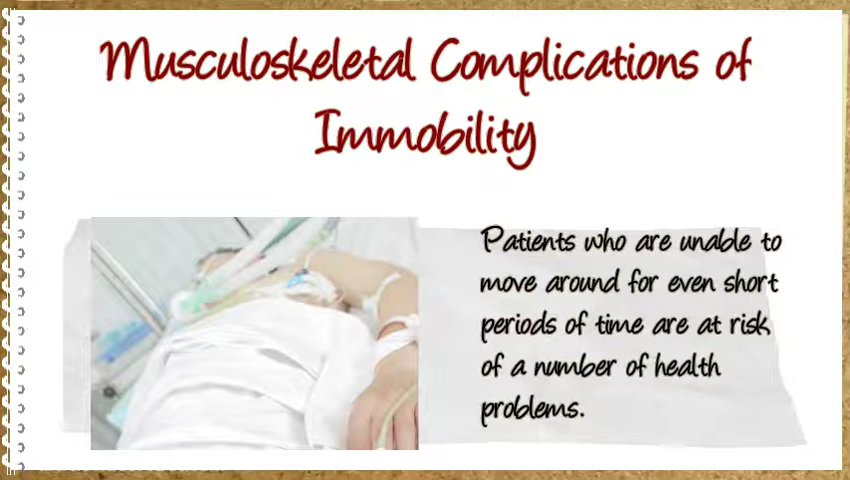 Musculoskeletal Complications of
Immobility
Patients who are unable to
move around for even short
periods of time are at risk
of a number of health
problems.